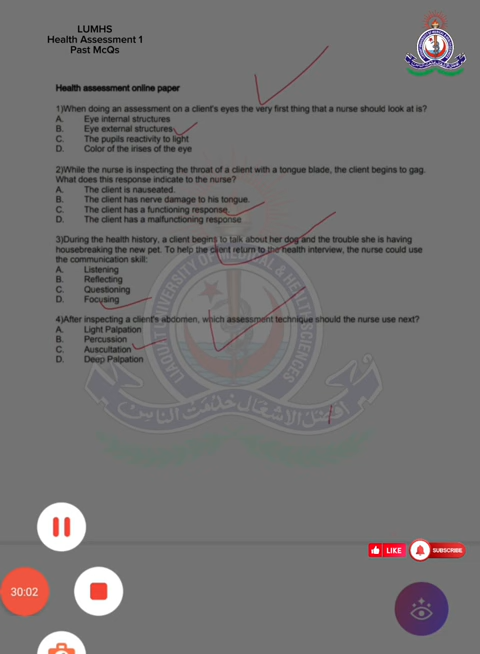 LUMHS
Health Assessment 1
Past McQs
Health assessment online paper
1)When doing an assessment on a client's eyes the very first thing that a nurse should look at is?
A. Eye internal structures
B. Eye external structures
C. The pupils reactivity to light
D. Color of the irises of the eye
2)While the nurse is inspecting the throat of a client with a tongue blade, the client begins to gag.
What does this response indicate to the nurse?
A. The client is nauseated.
B. The client has nerve damage to his tongue.
C. The client has a functioning response
D. The client has a malfunctioning response
3)During the health history, a client begins to talk about her dog and the trouble she is having
housebreaking the new pet. To help the client return to the health interview, the nurse could use
the communication skill:
A. Listening
B. Reflecting
C. Questioning
D. Focusing
4)After inspecting a client's abdomen, which assessment technique should the nurse use next?
A. Light Palpation
B. Percussion
C. Auscultation
D. Deep Palpation
LIKE
SUBSCRIBE
30:02